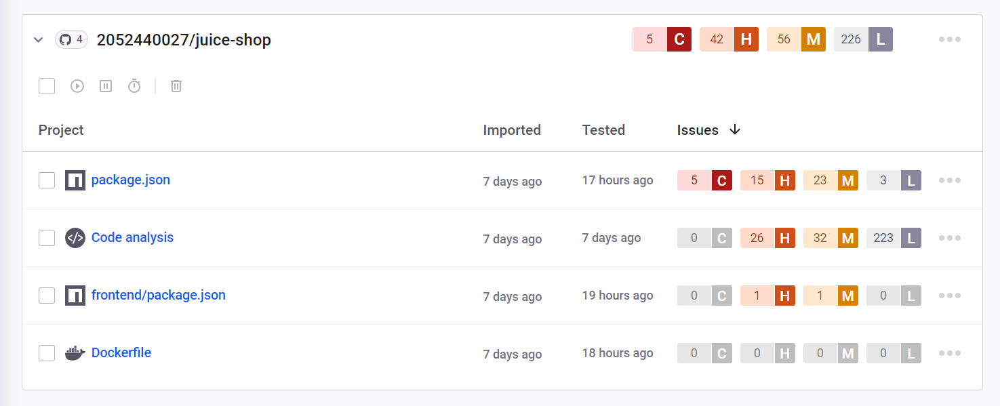 4 2052440027/juice-shop 5 C 42 H 56 M 226 L
Project Imported Tested Issues
package.json 7 days ago 17 hours ago 5 C 15 H 23 M 3 L
Code analysis 7 days ago 7 days ago 0 C 26 H 32 M 223 L
frontend/package.json 7 days ago 19 hours ago 0 C 1 H 1 M 0 L
Dockerfile 7 days ago 18 hours ago 0 C 0 H 0 M 0 L